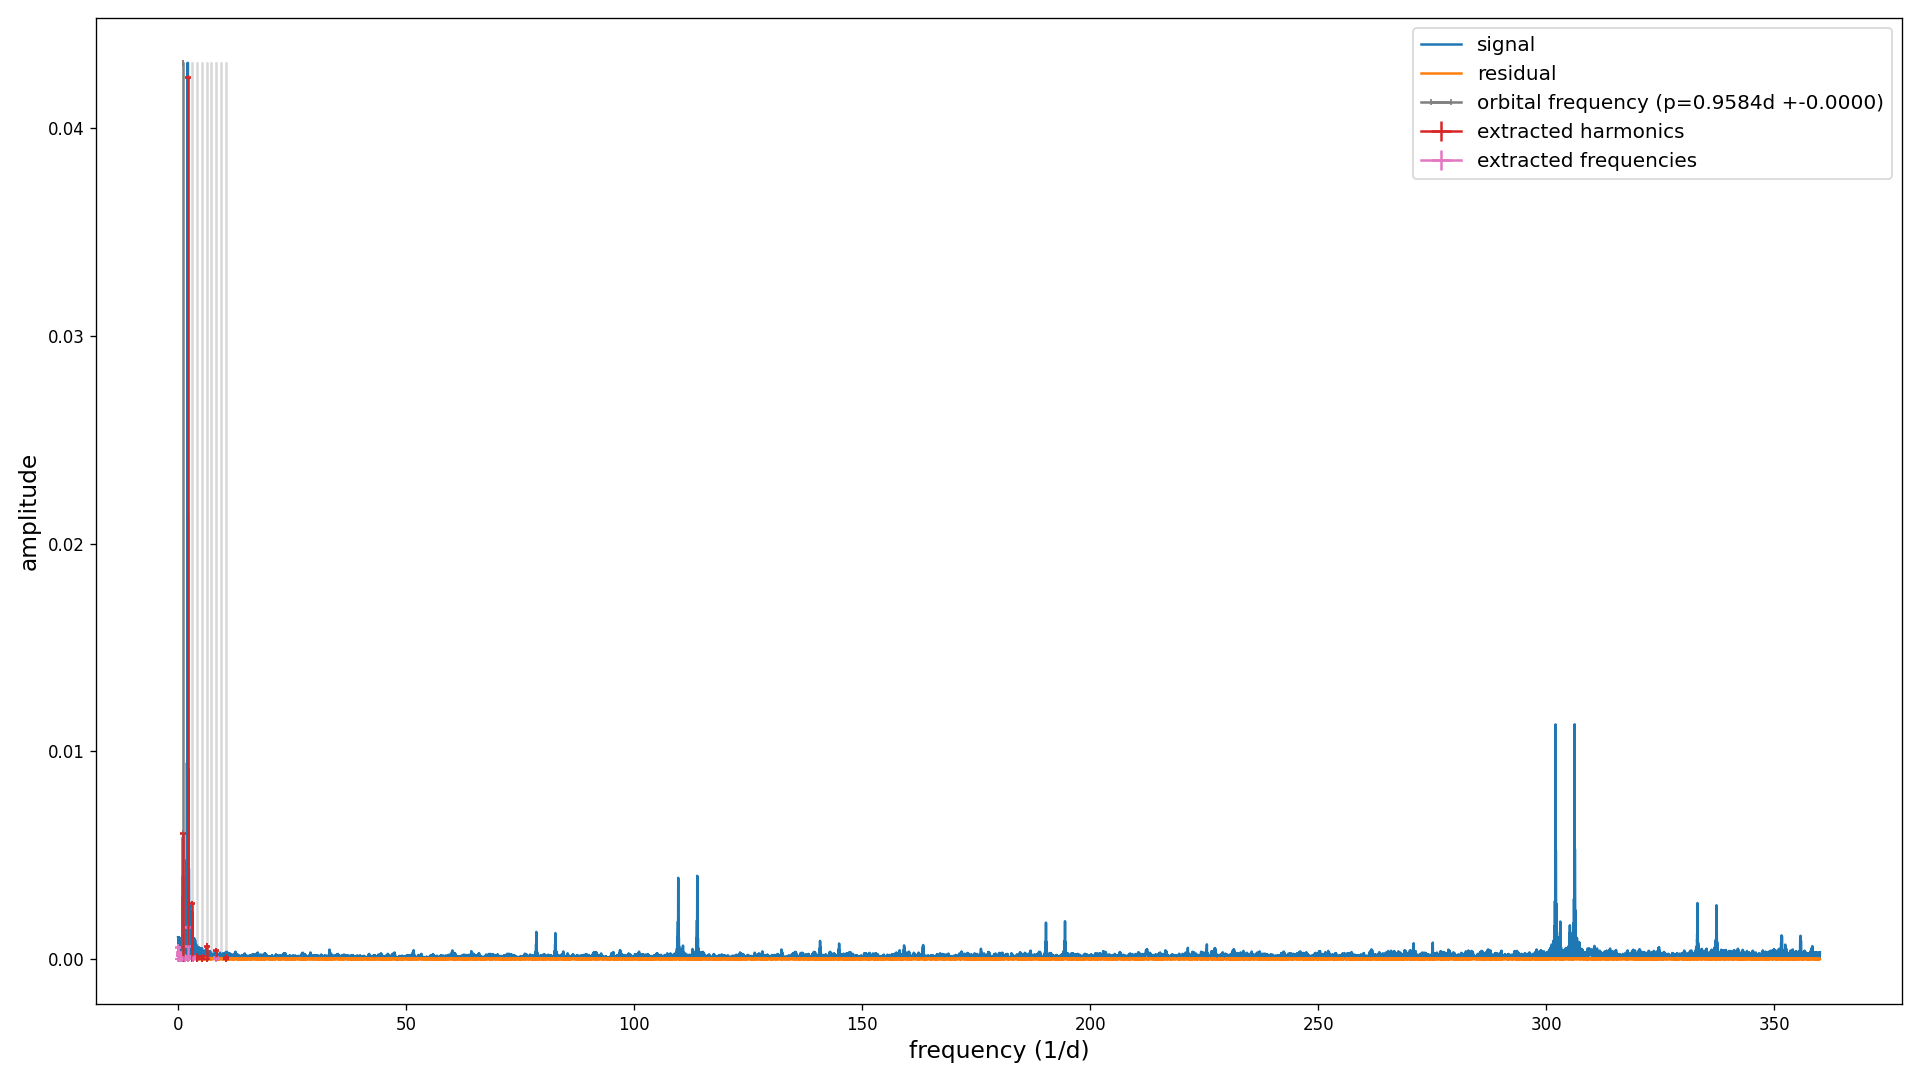 signal
residual
orbital frequency (p=0.9584d +-0.0000)
extracted harmonics
extracted frequencies
amplitude
0.04
0.03
0.02
0.01
0.00
0
50
100
150
200
250
300
350
frequency (1/d)